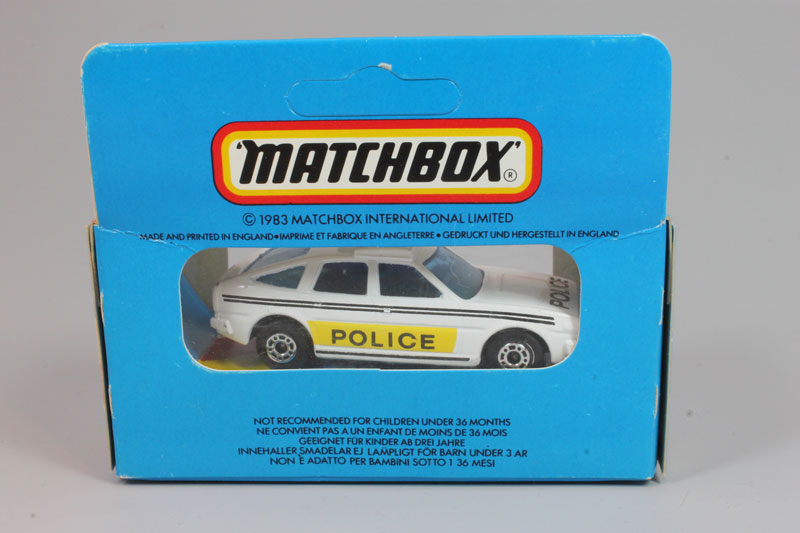 'MATCHBOX' ®
© 1983 MATCHBOX INTERNATIONAL LIMITED
MADE AND PRINTED IN ENGLAND•IMPRIME ET FABRIQUE EN ANGLETERRE•GEDRUCKT UND HERGESTELLT IN ENGLAND
POLICE
POLICE
NOT RECOMMENDED FOR CHILDREN UNDER 36 MONTHS
NE CONVIENT PAS A UN ENFANT DE MOINS DE 36 MOIS
GEEIGNET FÜR KINDER AB DREI JAHRE
INNEHALLER SMADELAR EJ LAMPLIGT FÖR BARN UNDER 3 AR
NON E ADATTO PER BAMBINI SOTTO 1 36 MESI